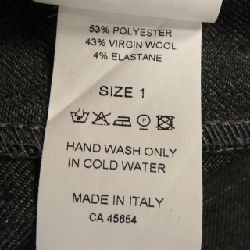 53% POLYESTER
43% VIRGIN WOOL
4% ELASTANE
SIZE 1
HAND WASH ONLY
IN COLD WATER
MADE IN ITALY
CA 45664